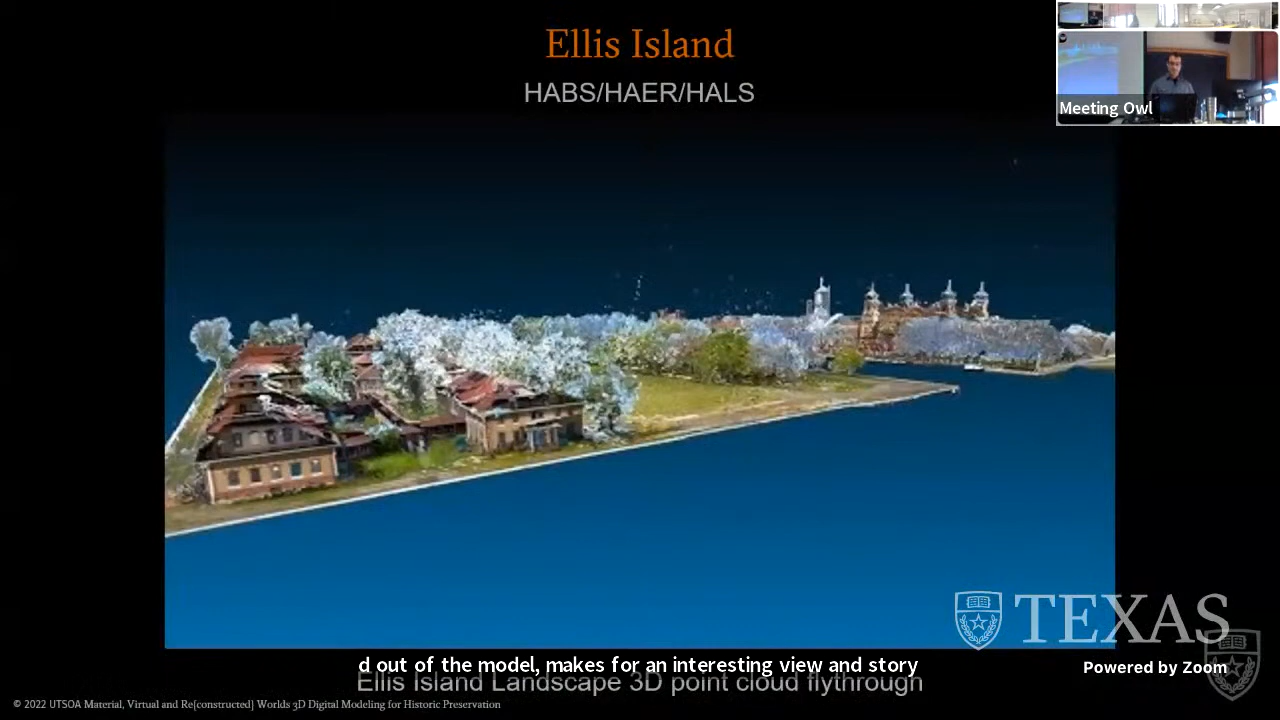 Ellis Island
HABS/HAER/HALS
Meeting Owl
TEXAS
d out of the model, makes for an interesting view and story
Ellis Island Landscape 3D point cloud flythrough
Powered by Zoom
© 2022 UTSOA Material, Virtual and Re[constructed] Worlds 3D Digital Modeling for Historic Preservation